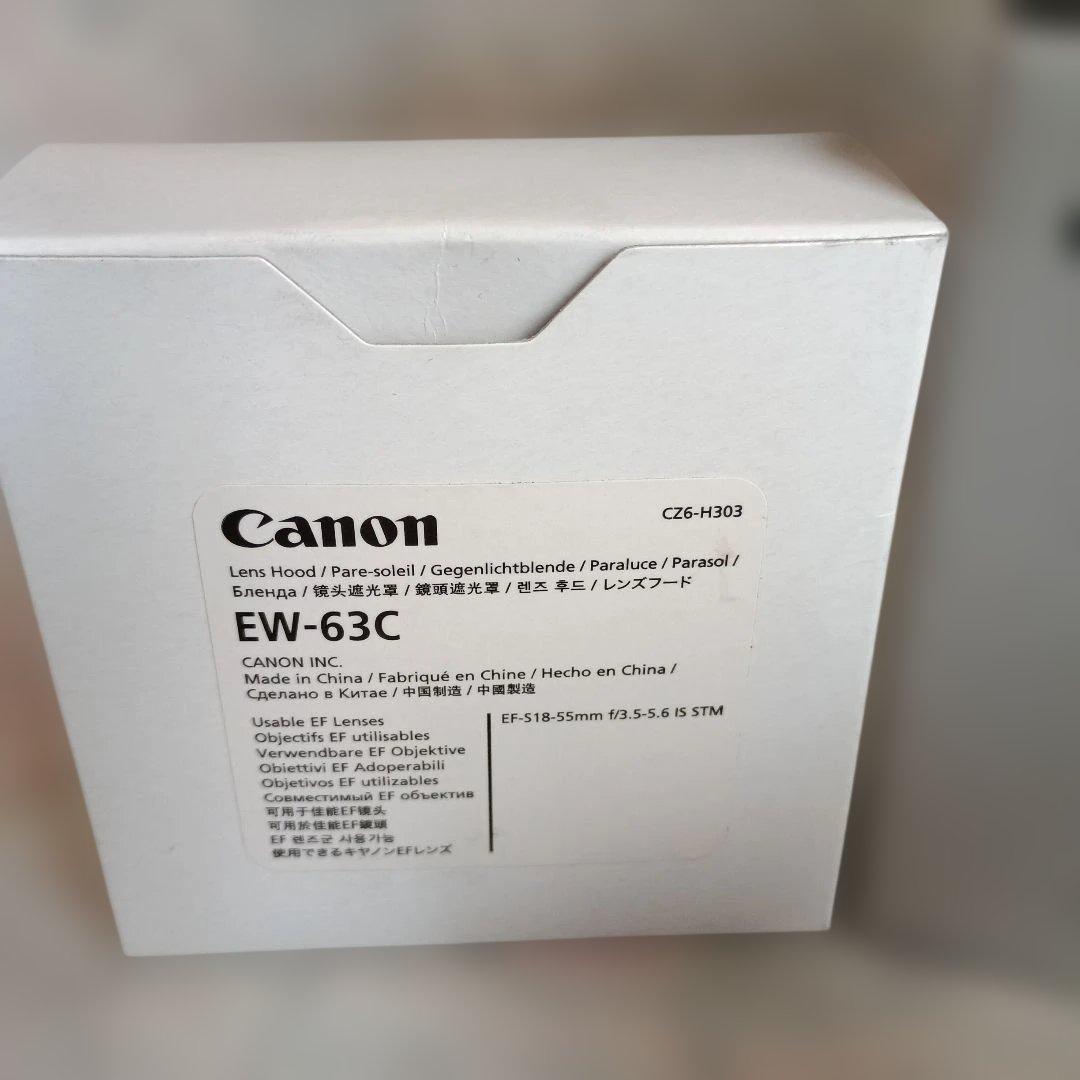 Canon
CZ6-H303
Lens Hood / Pare-soleil / Gegenlichtblende / Paraluce / Parasol /
Бленда / 镜头遮光罩 / 鏡頭遮光罩 / 렌즈 후드 / レンズフード
EW-63C
CANON INC.
Made in China / Fabriqué en Chine / Hecho en China /
Сделано в Китае / 中国制造 / 中國製造
Usable EF Lenses
Objectifs EF utilisables
Verwendbare EF Objektive
Obiettivi EF Adoperabili
Objetivos EF utilizables
Совместимый EF объектив
可用于佳能EF镜头
可用於佳能EF鏡頭
EF 렌즈군 사용가능
使用できるキヤノンEFレンズ
EF-S18-55mm f/3.5-5.6 IS STM